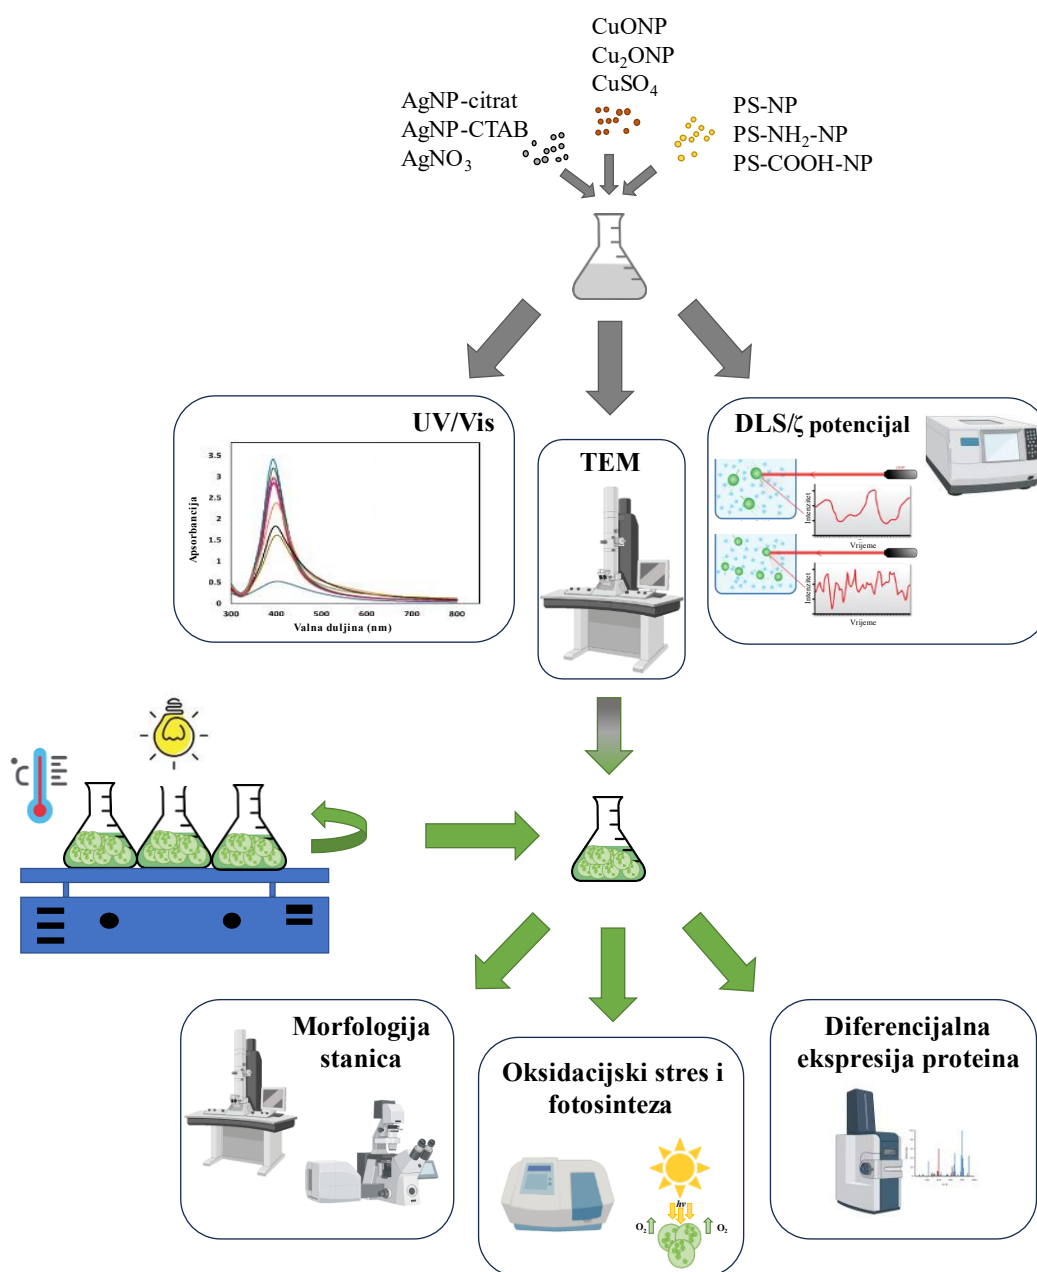 CuONP
Cu₂ONP
CuSO₄
AgNP-citrat
AgNP-CTAB
AgNO₃
PS-NP
PS-NH₂-NP
PS-COOH-NP
UV/Vis
3.5
3
2.5
2
1.5
1
0.5
0
300
400
500
600
700
800
Apsorbancija
Valna duljina (nm)
TEM
DLS/ζ potencijal
Intenzitet
Vrijeme
Intenzitet
Vrijeme
°C
Morfologija
stanica
Oksidacijski stres i
fotosinteza
hν
O₂
O₂
Diferencijalna
ekspresija proteina